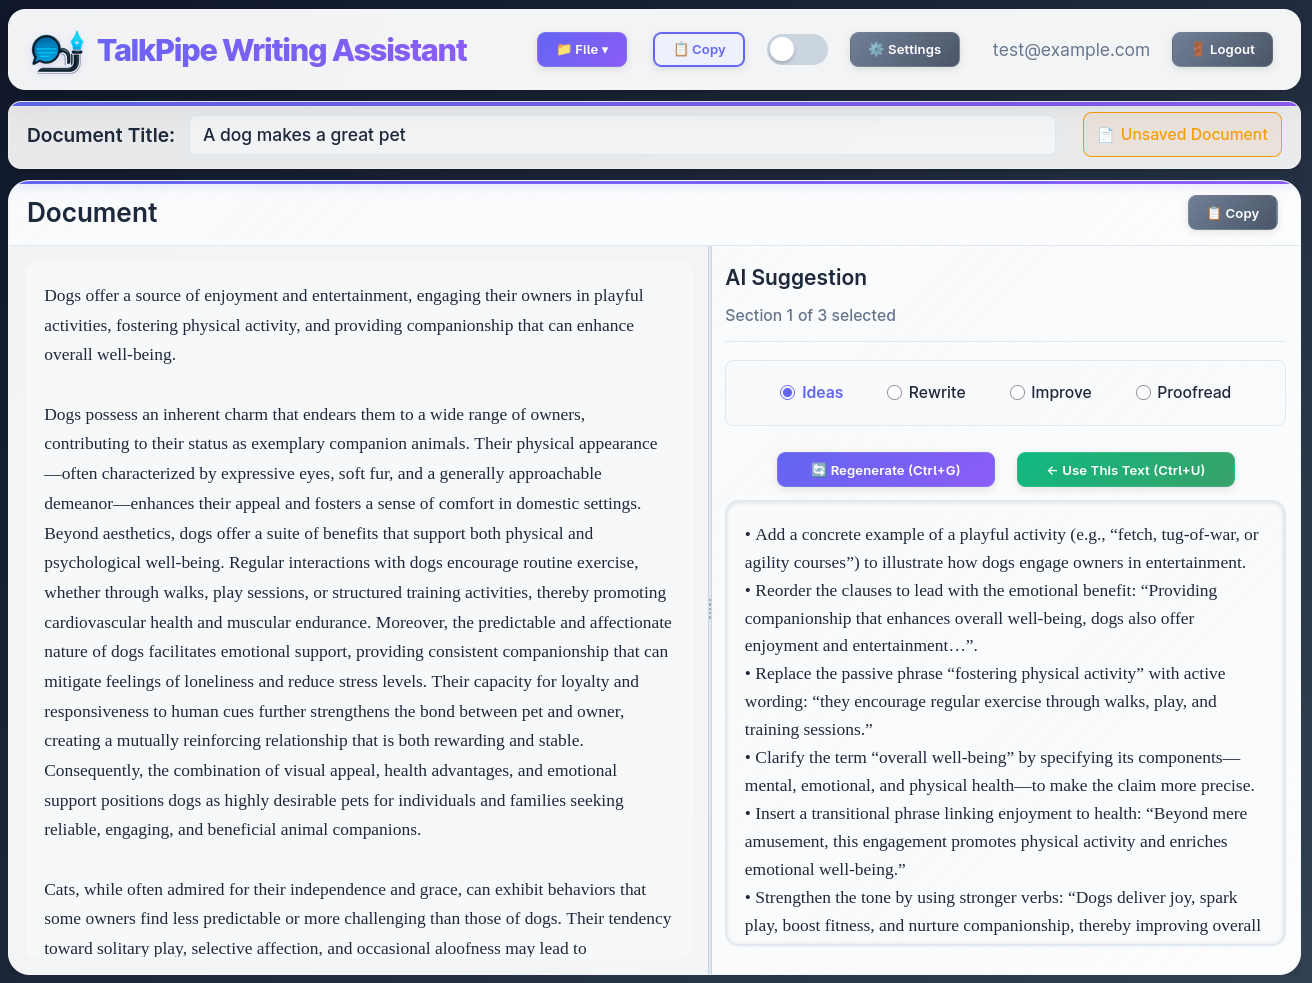 TalkPipe Writing Assistant
File ▾
Copy
Settings
test@example.com
Logout
Document Title:
A dog makes a great pet
Unsaved Document
Document
Copy
Dogs offer a source of enjoyment and entertainment, engaging their owners in playful
activities, fostering physical activity, and providing companionship that can enhance
overall well-being.
Dogs possess an inherent charm that endears them to a wide range of owners,
contributing to their status as exemplary companion animals. Their physical appearance
—often characterized by expressive eyes, soft fur, and a generally approachable
demeanor—enhances their appeal and fosters a sense of comfort in domestic settings.
Beyond aesthetics, dogs offer a suite of benefits that support both physical and
psychological well-being. Regular interactions with dogs encourage routine exercise,
whether through walks, play sessions, or structured training activities, thereby promoting
cardiovascular health and muscular endurance. Moreover, the predictable and affectionate
nature of dogs facilitates emotional support, providing consistent companionship that can
mitigate feelings of loneliness and reduce stress levels. Their capacity for loyalty and
responsiveness to human cues further strengthens the bond between pet and owner,
creating a mutually reinforcing relationship that is both rewarding and stable.
Consequently, the combination of visual appeal, health advantages, and emotional
support positions dogs as highly desirable pets for individuals and families seeking
reliable, engaging, and beneficial animal companions.
Cats, while often admired for their independence and grace, can exhibit behaviors that
some owners find less predictable or more challenging than those of dogs. Their tendency
toward solitary play, selective affection, and occasional aloofness may lead to
AI Suggestion
Section 1 of 3 selected
Ideas
Rewrite
Improve
Proofread
Regenerate (Ctrl+G)
← Use This Text (Ctrl+U)
• Add a concrete example of a playful activity (e.g., “fetch, tug-of-war, or
agility courses”) to illustrate how dogs engage owners in entertainment.
• Reorder the clauses to lead with the emotional benefit: “Providing
companionship that enhances overall well-being, dogs also offer
enjoyment and entertainment…”.
• Replace the passive phrase “fostering physical activity” with active
wording: “they encourage regular exercise through walks, play, and
training sessions.”
• Clarify the term “overall well-being” by specifying its components—
mental, emotional, and physical health—to make the claim more precise.
• Insert a transitional phrase linking enjoyment to health: “Beyond mere
amusement, this engagement promotes physical activity and enriches
emotional well-being.”
• Strengthen the tone by using stronger verbs: “Dogs deliver joy, spark
play, boost fitness, and nurture companionship, thereby improving overall